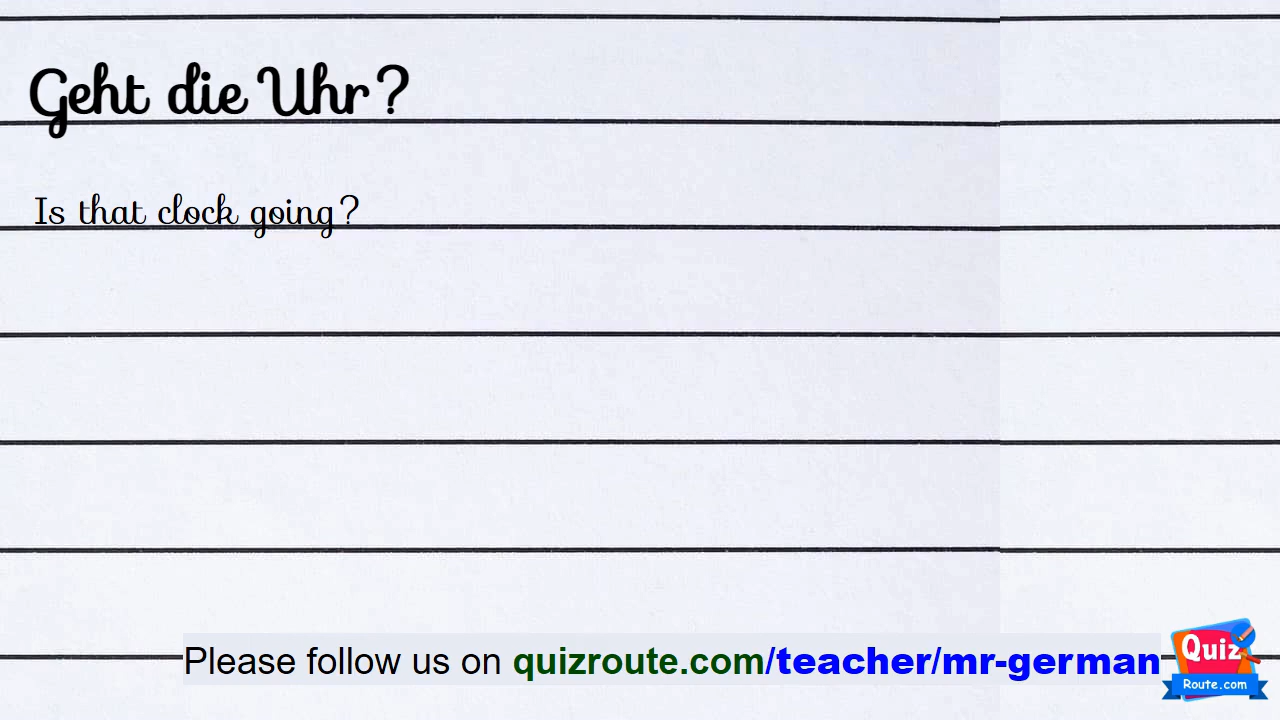 Geht die Uhr?
Is that clock going?
Please follow us on quizroute.com/teacher/mr-german
Quiz
Route.com